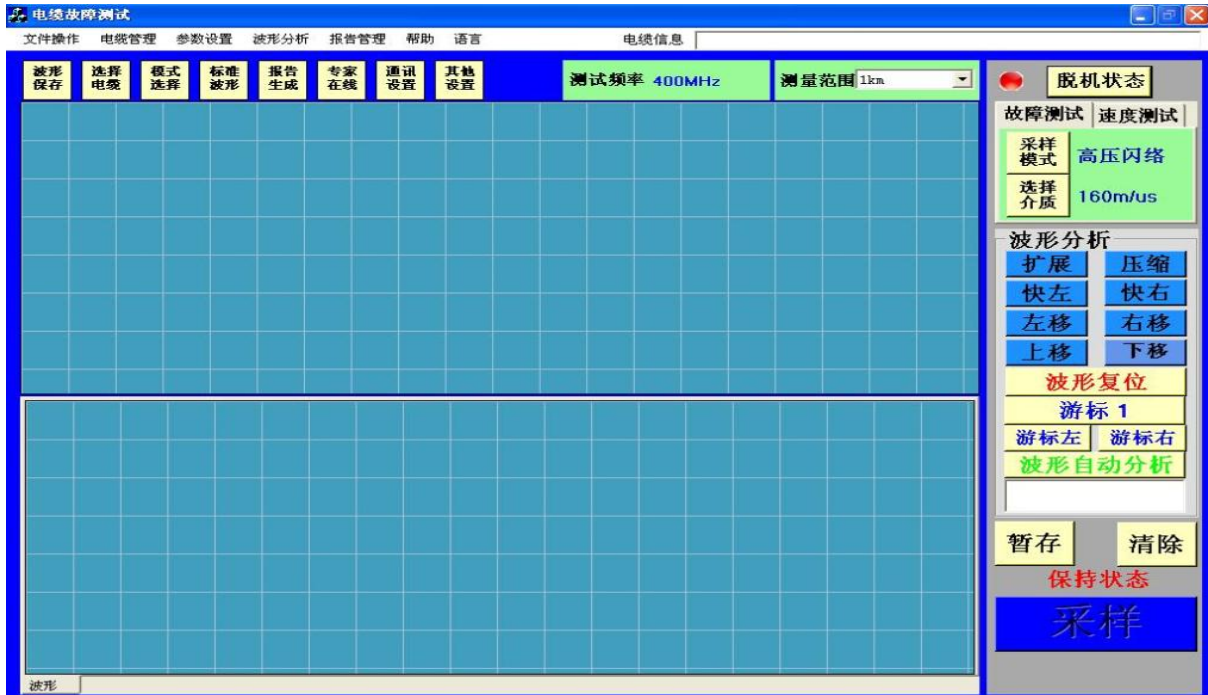 电缆故障测试
文件操作 电缆管理 参数设置 波形分析 报告管理 帮助 语言 电缆信息
波形保存 选择电缆 模式选择 标准波形 报告生成 专家在线 通讯设置 其他设置 测试频率 400MHz 测量范围 1km
脱机状态
故障测试 速度测试
采样模式 高压闪络
选择介质 160m/us
波形分析
扩展 压缩
快左 快右
左移 右移
上移 下移
波形复位
游标 1
游标左 游标右
波形自动分析
暂存 清除
保持状态
采样
波形